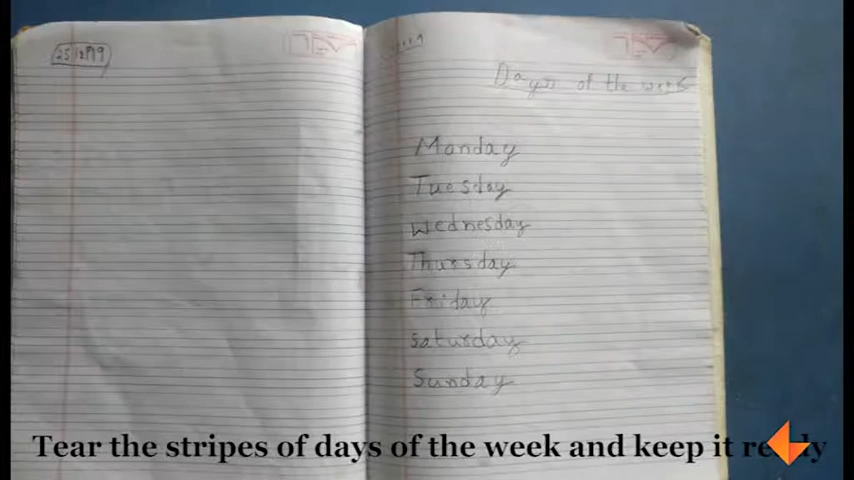 25/12/19
Days of the week
Monday
Tuesday
Wednesday
Thursday
Friday
Saturday
Sunday
Tear the stripes of days of the week and keep it ready